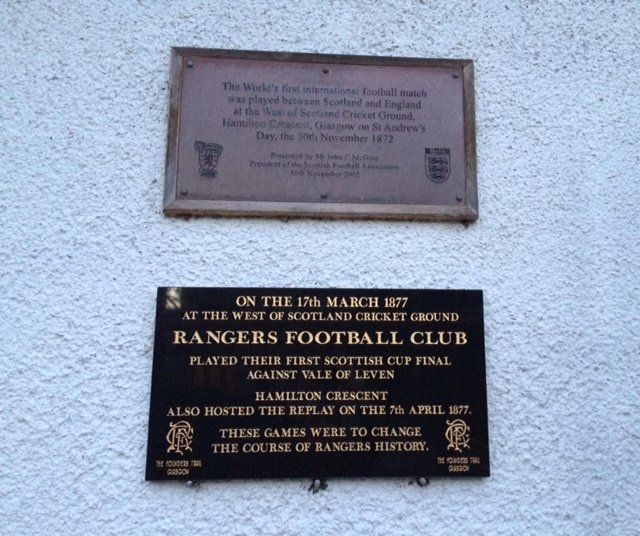 The World's first international football match
was played between Scotland and England
at the West of Scotland Cricket Ground,
Hamilton Crescent, Glasgow on St Andrew's
Day, the 30th November 1872
Presented by Mr John C McGinn
President of the Scottish Football Association
30th November 2002
ON THE 17th MARCH 1877
AT THE WEST OF SCOTLAND CRICKET GROUND
RANGERS FOOTBALL CLUB
PLAYED THEIR FIRST SCOTTISH CUP FINAL
AGAINST VALE OF LEVEN
HAMILTON CRESCENT
ALSO HOSTED THE REPLAY ON THE 7th APRIL 1877.
THESE GAMES WERE TO CHANGE
THE COURSE OF RANGERS HISTORY.
THE FOUNDERS TRAIL
GLASGOW
THE FOUNDERS TRAIL
GLASGOW